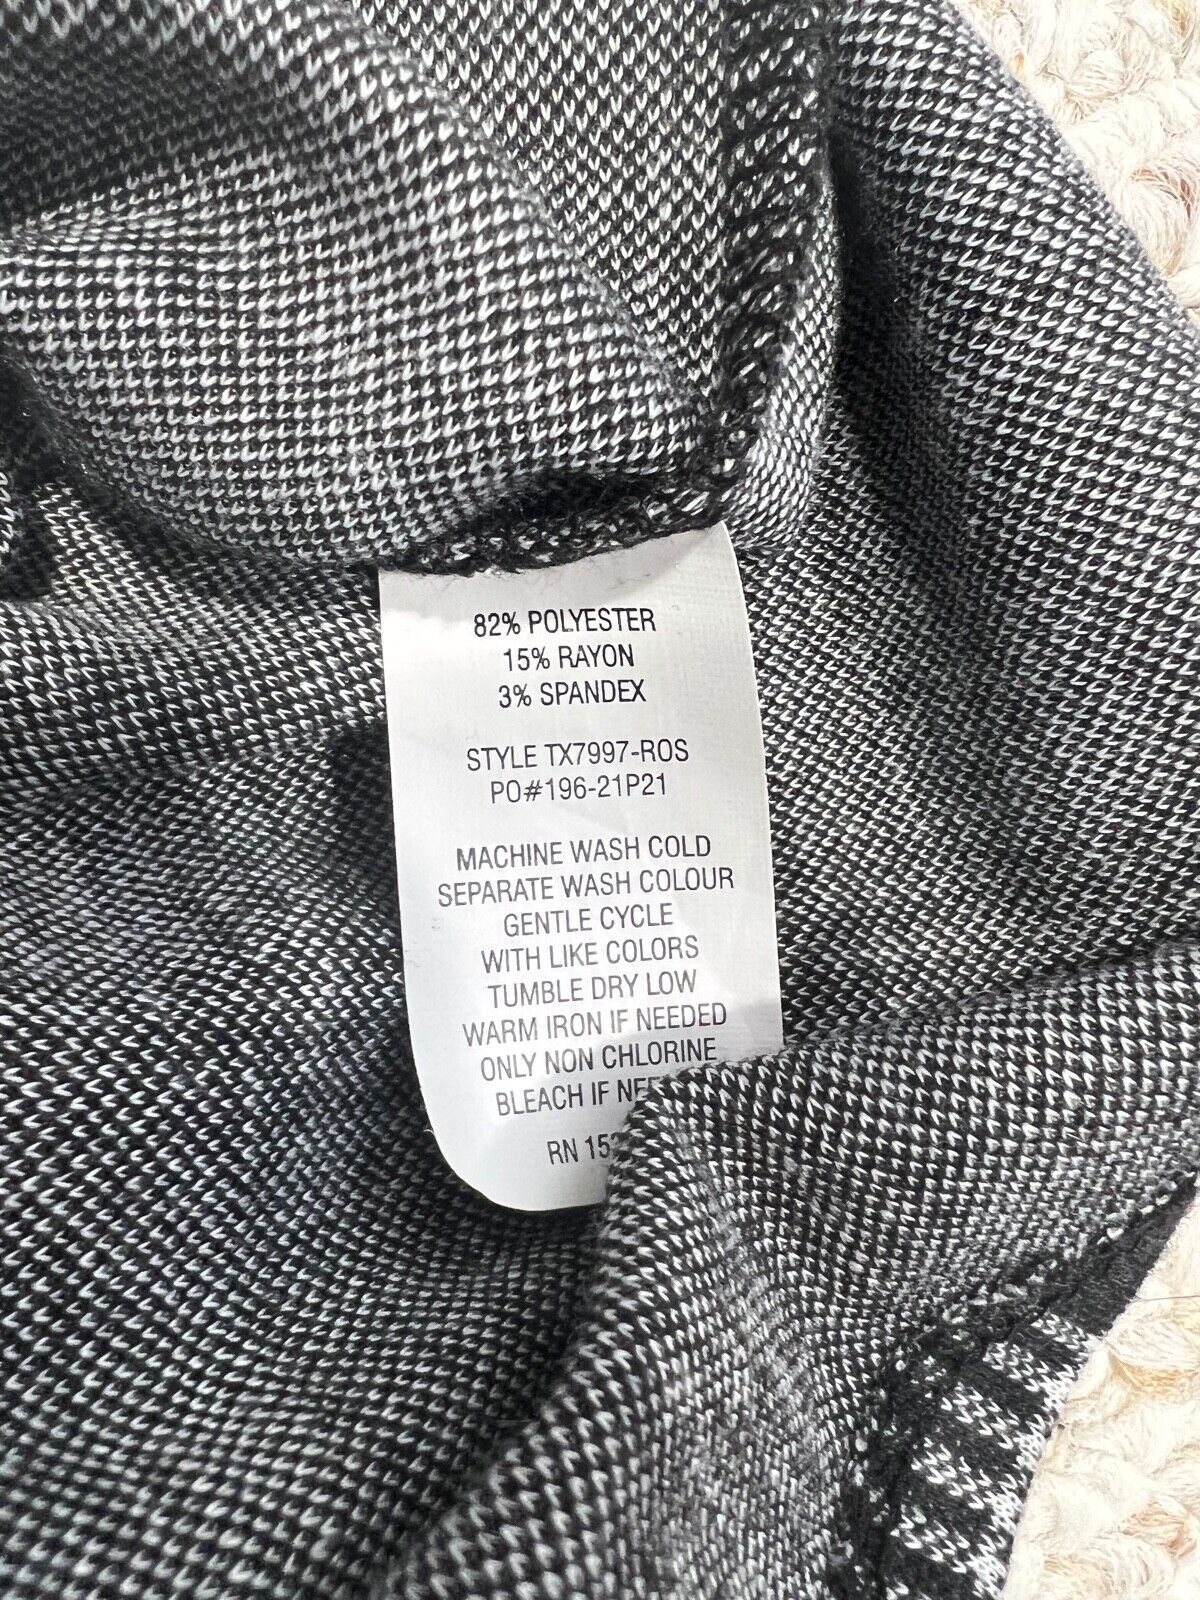 82% POLYESTER
15% RAYON
3% SPANDEX
STYLE TX7997-ROS
PO#196-21P21
MACHINE WASH COLD
SEPARATE WASH COLOUR
GENTLE CYCLE
WITH LIKE COLORS
TUMBLE DRY LOW
WARM IRON IF NEEDED
ONLY NON CHLORINE
BLEACH IF
RN